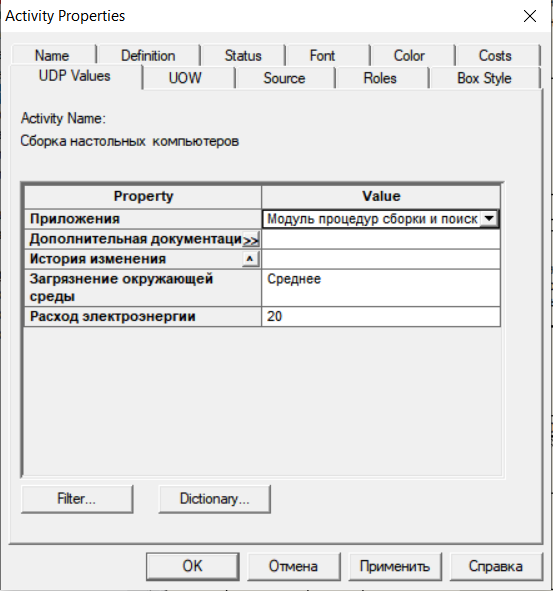 Activity Properties
Name Definition Status Font Color Costs
UDP Values UOW Source Roles Box Style
Activity Name:
Сборка настольных компьютеров
Property Value
Приложения Модуль процедур сборки и поиск
Дополнительная документаци >>
История изменения ^
Загрязнение окружающей Среднее
среды
Расход электроэнергии 20
Filter... Dictionary...
OK Отмена Применить Справка